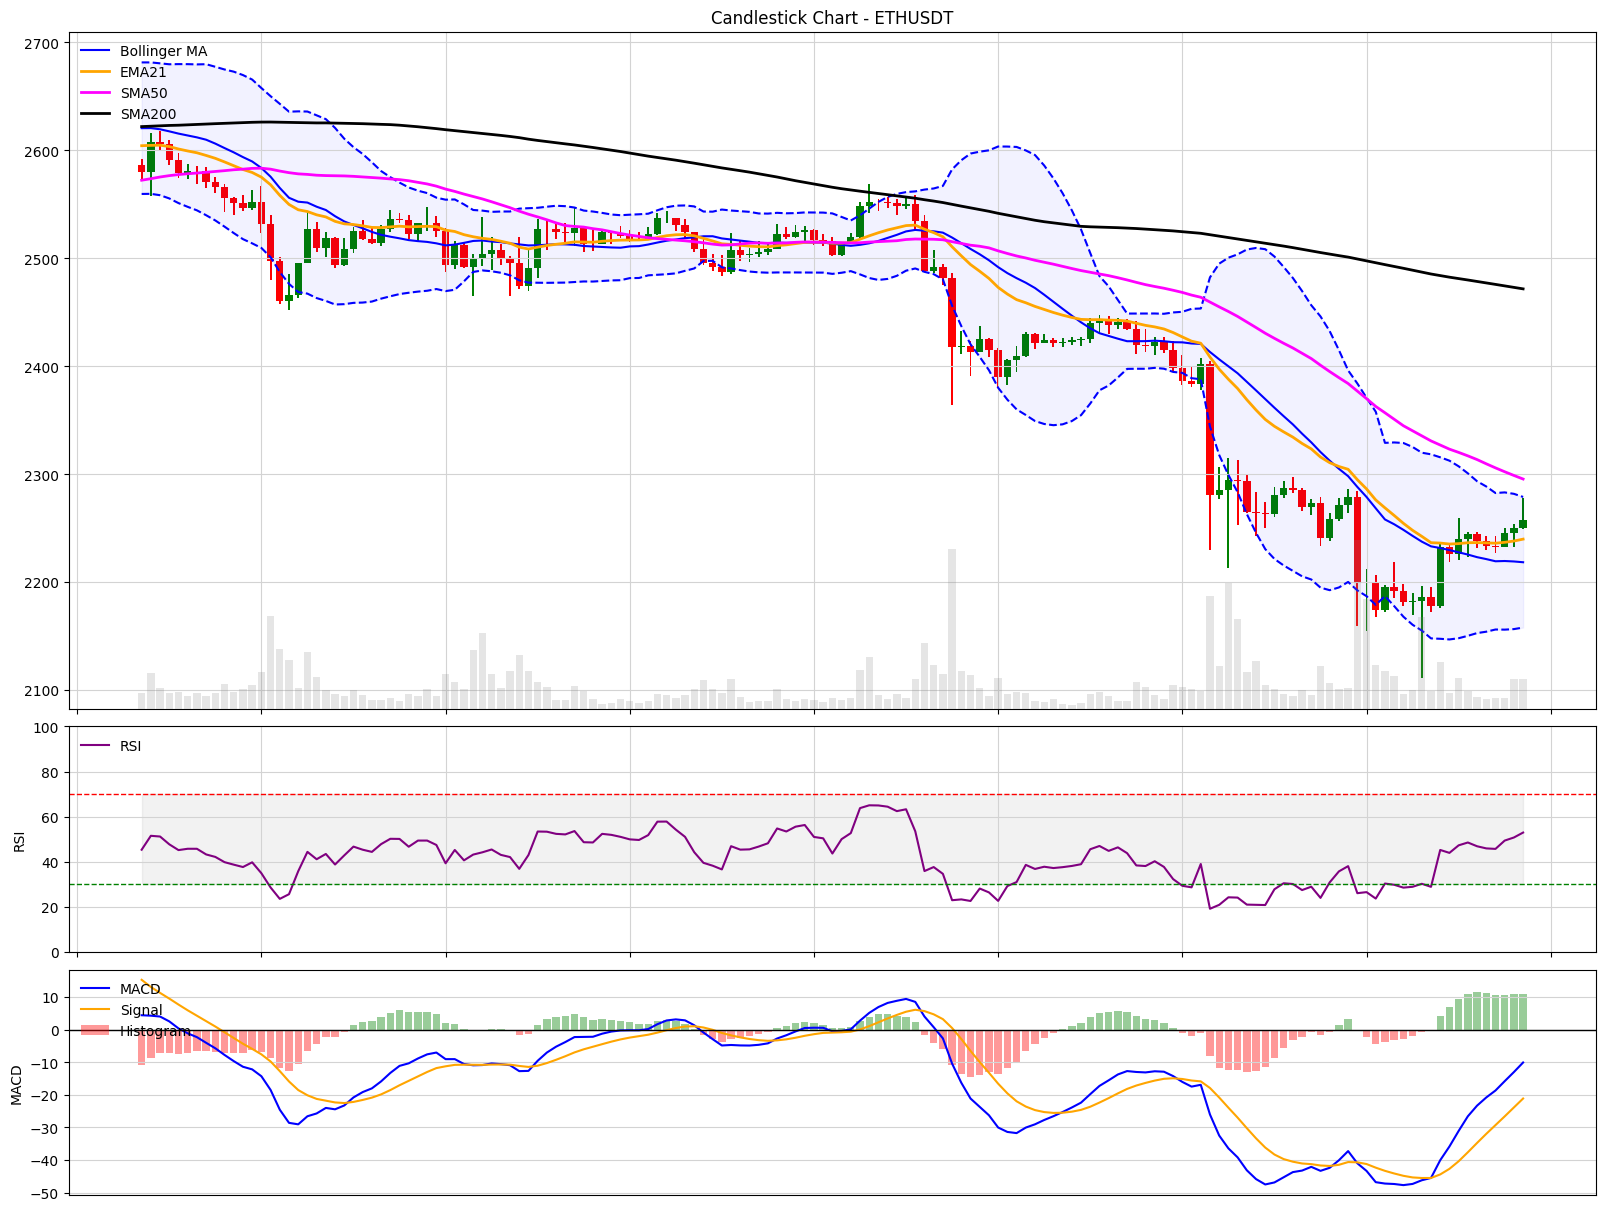 Candlestick Chart - ETHUSDT
2700
2600
2500
2400
2300
2200
2100
Bollinger MA
EMA21
SMA50
SMA200
100
80
60
40
20
0
RSI
RSI
10
0
−10
−20
−30
−40
−50
MACD
MACD
Signal
Histogram